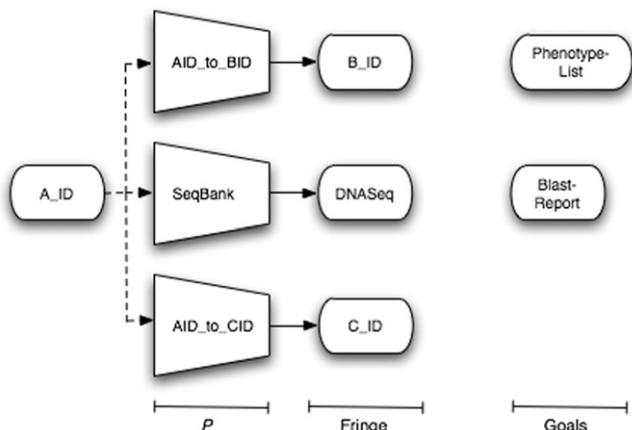 AID_to_BID
B_ID
Phenotype-
List
A_ID
SeqBank
DNASeq
Blast-
Report
AID_to_CID
C_ID
P
Fringe
Goals